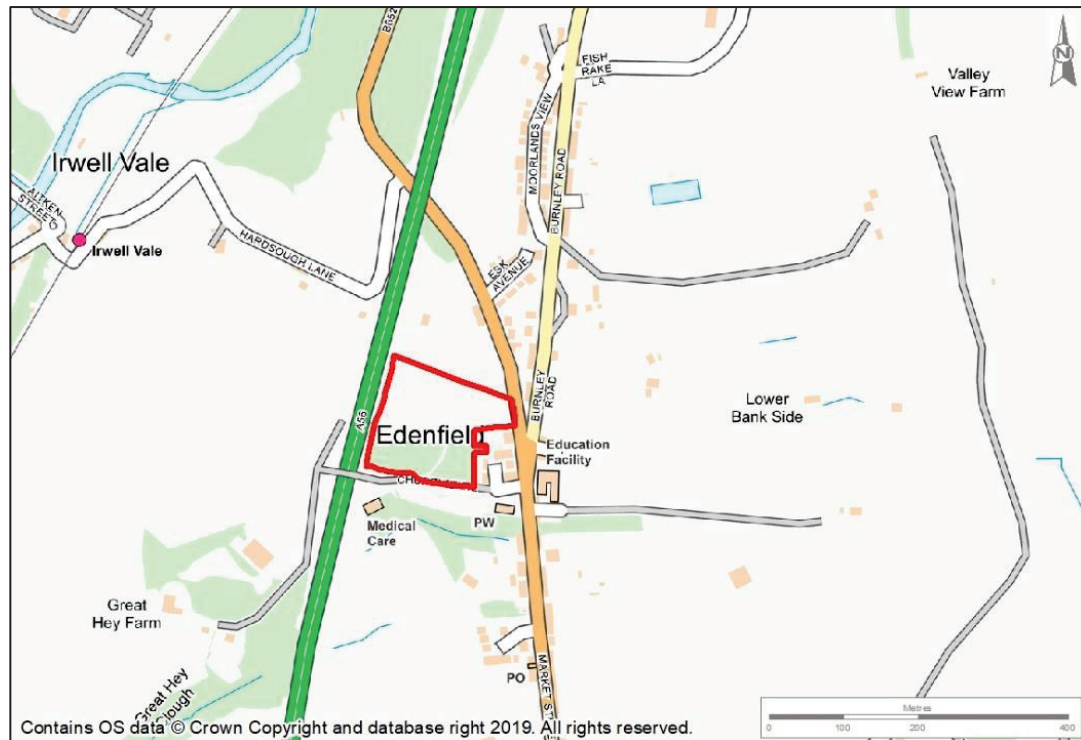 B652
N
FISH
RAKE
LA
Valley
View Farm
MOORLANDS VIEW
BURNLEY ROAD
Irwell Vale
AITKEN
STREET
Irwell Vale
HARDSOUGH LANE
ESK
AVENUE
BURNLEY
ROAD
A56
Edenfield
Lower
Bank Side
Education
Facility
Medical
Care
PW
Great
Hey Farm
PO
MARKET
Great Hey
Clough
Metres
0 100 200 400
Contains OS data © Crown Copyright and database right 2019. All rights reserved.